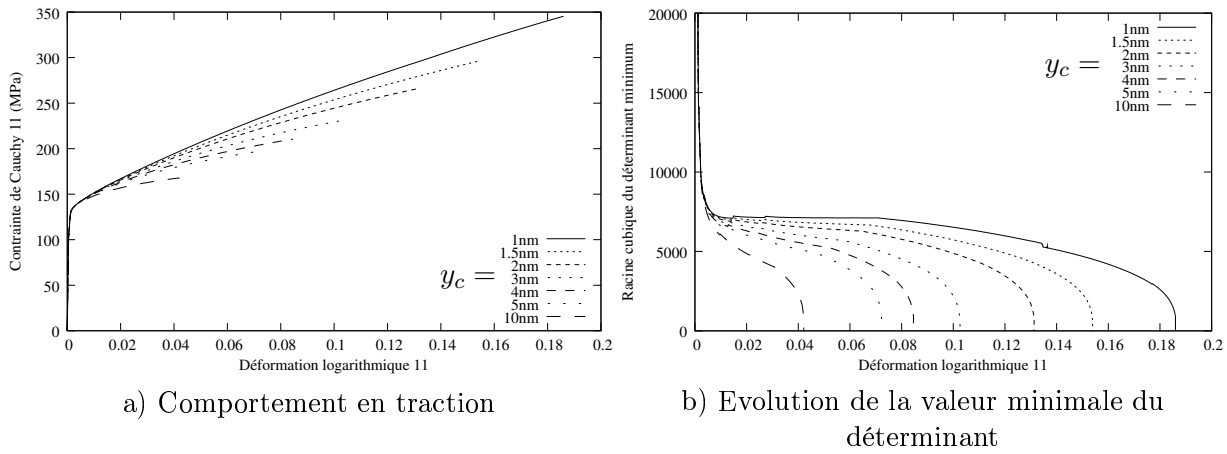 350
300
250
200
150
100
50
0
Contrainte de Cauchy 11 (MPa)
0 0.02 0.04 0.06 0.08 0.1 0.12 0.14 0.16 0.18 0.2
Déformation logarithmique 11
y_c =
1nm
1.5nm
2nm
3nm
4nm
5nm
10nm
a) Comportement en traction
20000
15000
10000
5000
0
Racine cubique du déterminant minimum
0 0.02 0.04 0.06 0.08 0.1 0.12 0.14 0.16 0.18 0.2
Déformation logarithmique 11
y_c =
1nm
1.5nm
2nm
3nm
4nm
5nm
10nm
b) Evolution de la valeur minimale du
déterminant